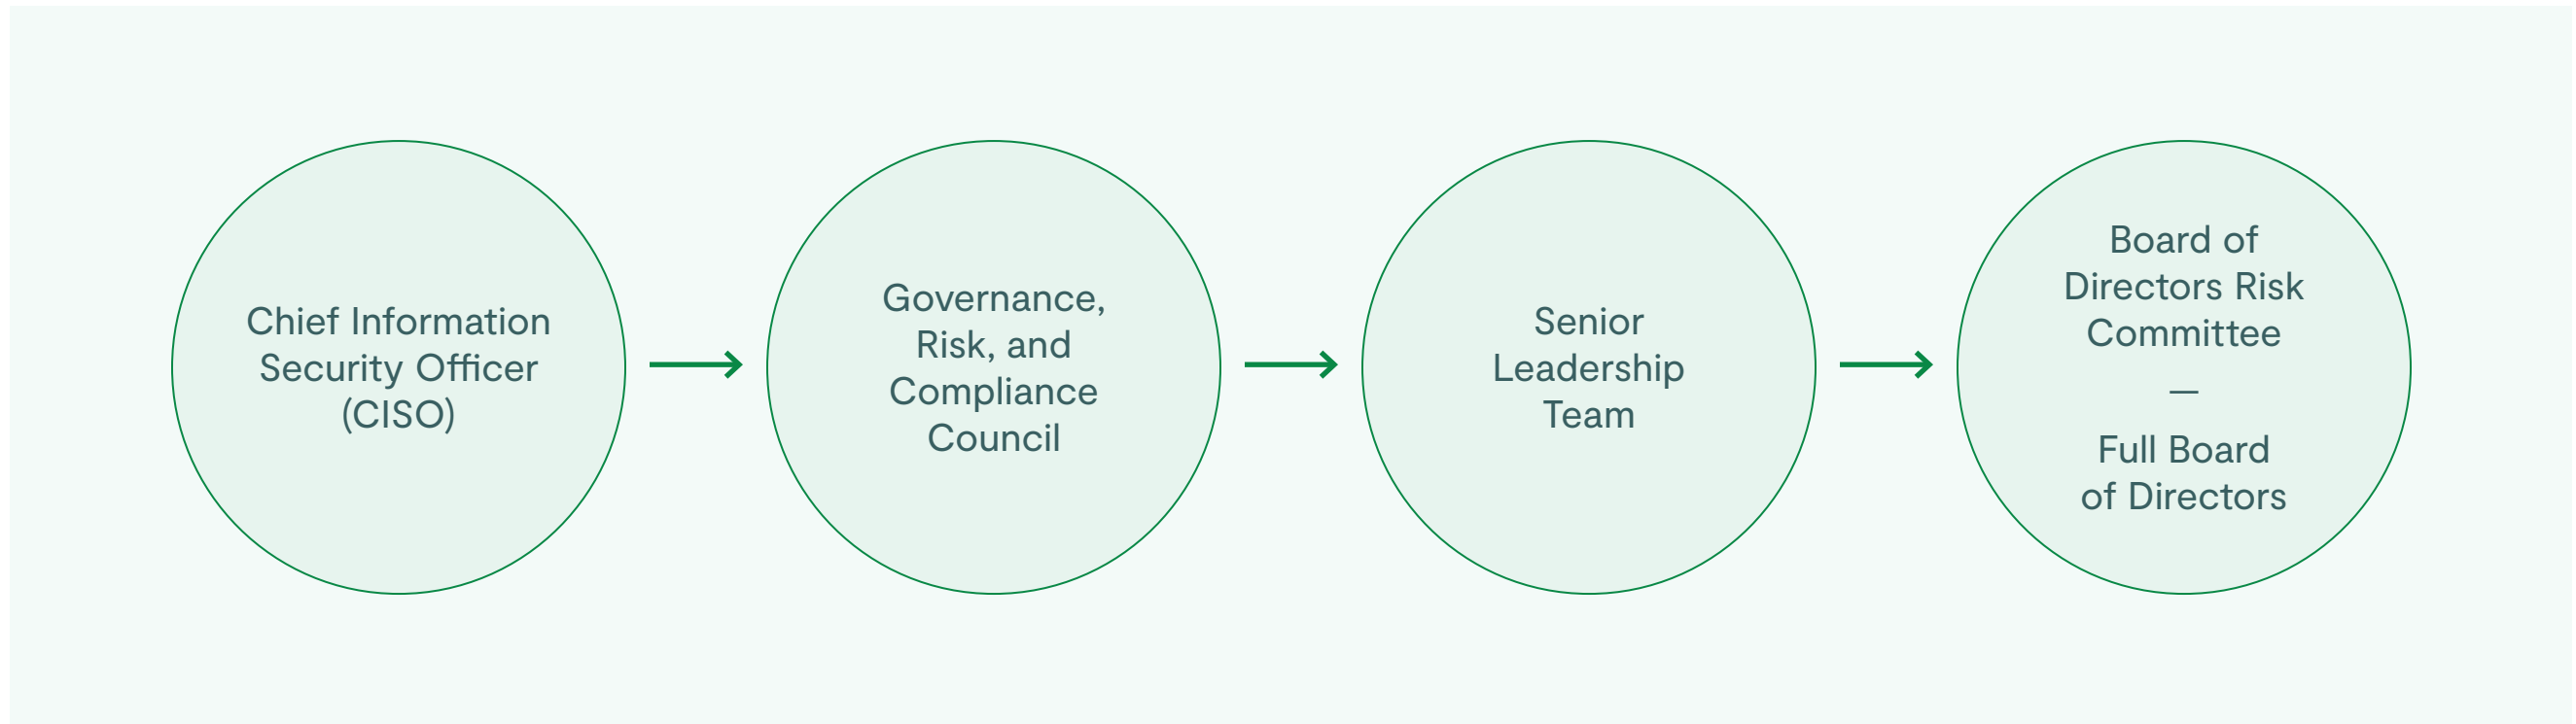 Chief Information
Security Officer
(CISO)
Governance,
Risk, and
Compliance
Council
Senior
Leadership
Team
Board of
Directors Risk
Committee
—
Full Board
of Directors